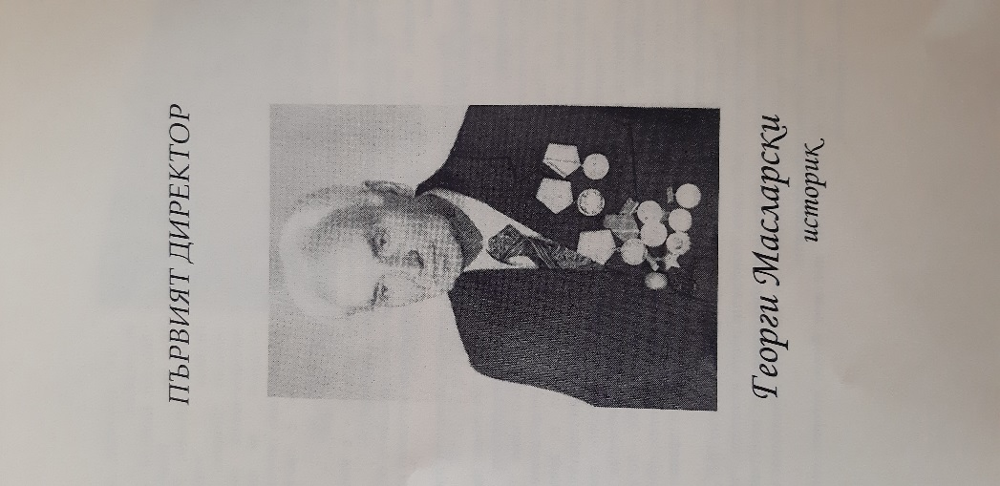 ПЪРВИЯТ ДИРЕКТОР
Георги Масларски
историк